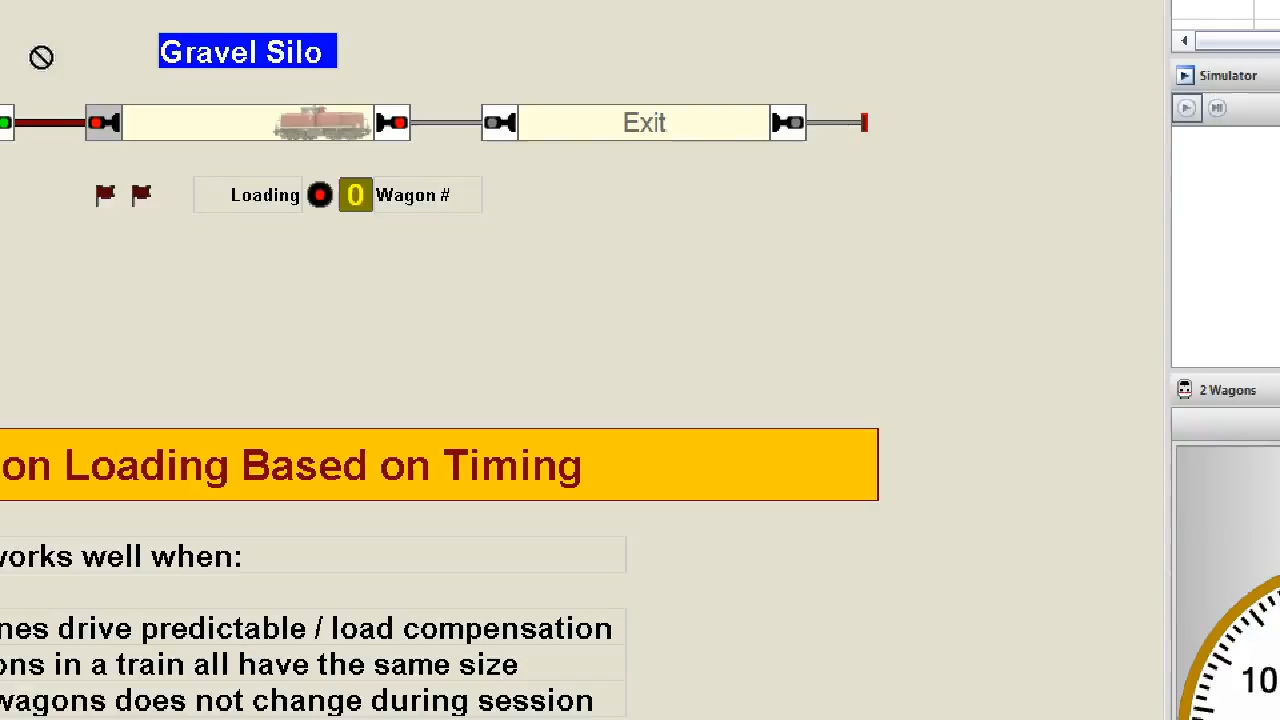 Gravel Silo
Simulator
Exit
Loading 0 Wagon #
2 Wagons
on Loading Based on Timing
works well when:
nes drive predictable / load compensation
ons in a train all have the same size
wagons does not change during session
10